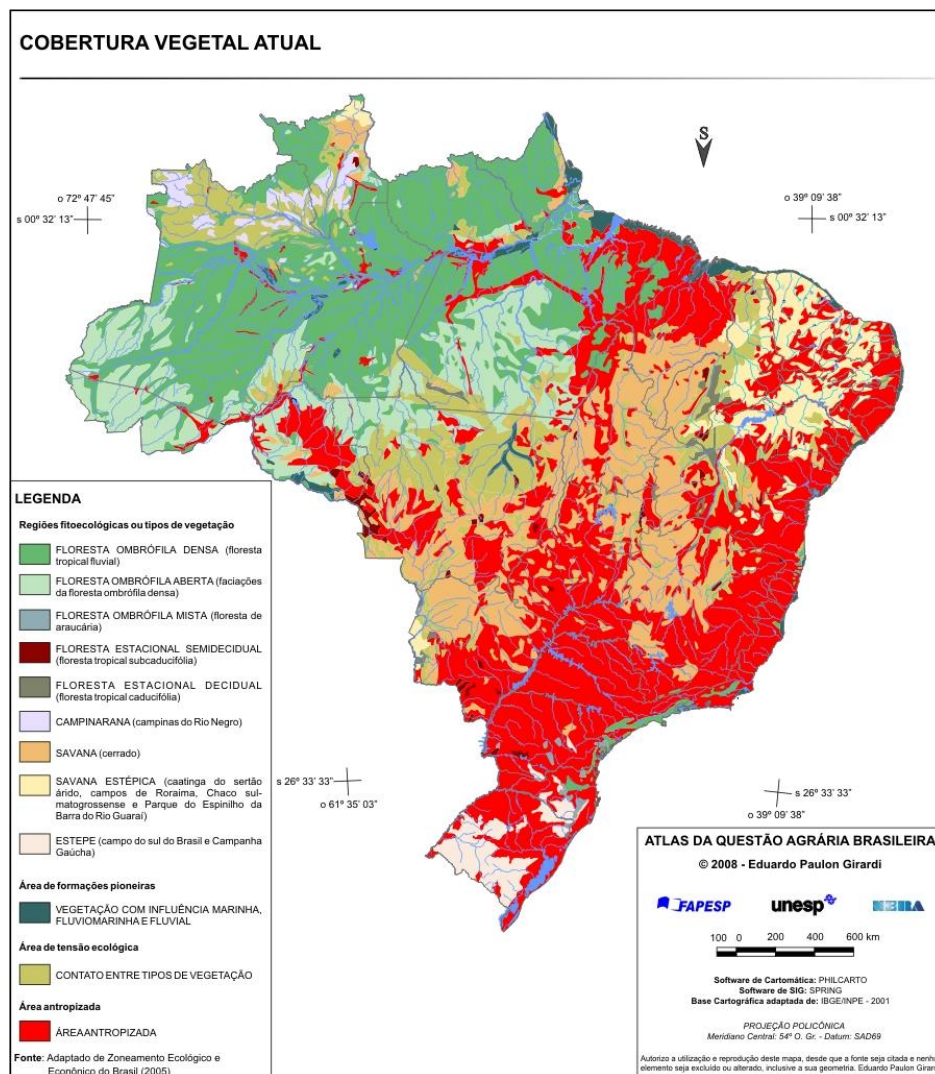 COBERTURA VEGETAL ATUAL
S
o 72º 47' 45"
s 00º 32' 13"
o 39º 09' 38"
s 00º 32' 13"
LEGENDA
Regiões fitoecológicas ou tipos de vegetação
FLORESTA OMBRÓFILA DENSA (floresta
tropical fluvial)
FLORESTA OMBRÓFILA ABERTA (faciações
da floresta ombrófila densa)
FLORESTA OMBRÓFILA MISTA (floresta de
araucária)
FLORESTA ESTACIONAL SEMIDECIDUAL
(floresta tropical subcaducifólia)
FLORESTA ESTACIONAL DECIDUAL
(floresta tropical caducifólia)
CAMPINARANA (campinas do Rio Negro)
SAVANA (cerrado)
SAVANA ESTÉPICA (caatinga do sertão
árido, campos de Roraima, Chaco sul-
matogrossense e Parque do Espinilho da
Barra do Rio Guaraí)
ESTEPE (campo do sul do Brasil e Campanha
Gaúcha)
Área de formações pioneiras
VEGETAÇÃO COM INFLUÊNCIA MARINHA,
FLUVIOMARINHA E FLUVIAL
Área de tensão ecológica
CONTATO ENTRE TIPOS DE VEGETAÇÃO
Área antropizada
ÁREA ANTROPIZADA
Fonte: Adaptado de Zoneamento Ecológico e
Econônico do Brasil (2005)
s 26º 33' 33"
o 61º 35' 03"
s 26º 33' 33"
o 39º 09' 38"
ATLAS DA QUESTÃO AGRÁRIA BRASILEIRA
© 2008 - Eduardo Paulon Girardi
FAPESP unesp NERA
100 0 200 400 600 km
Software de Cartomática: PHILCARTO
Software de SIG: SPRING
Base Cartográfica adaptada de: IBGE/INPE - 2001
PROJEÇÃO POLICÔNICA
Meridiano Central: 54º O. Gr. - Datum: SAD69
Autorizo a utilização e reprodução deste mapa, desde que a fonte seja citada e nenh
elemento seja excluído ou alterado, inclusive a sua geometria. Eduardo Paulon Girar